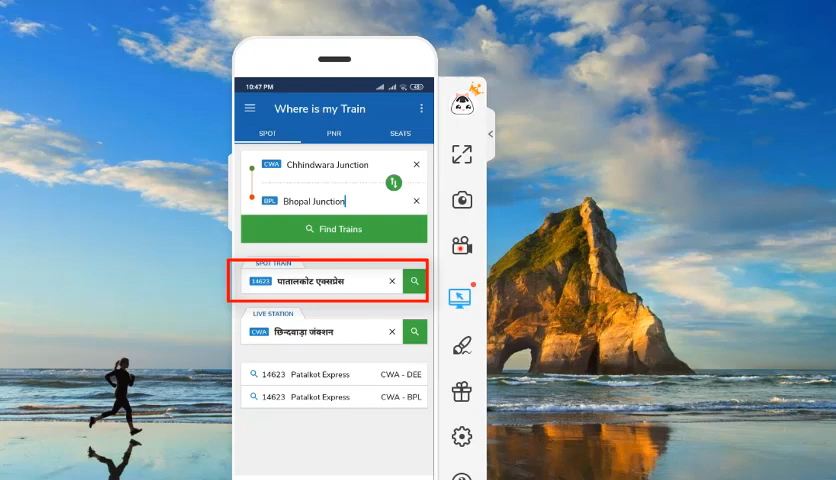 10:47 PM
Where is my Train
SPOT PNR SEATS
CWA Chhindwara Junction
BPL Bhopal Junction
Find Trains
SPOT TRAIN
14623 पातालकोट एक्सप्रेस
LIVE STATION
CWA छिन्दवाड़ा जंक्शन
14623 Patalkot Express CWA - DEE
14623 Patalkot Express CWA - BPL